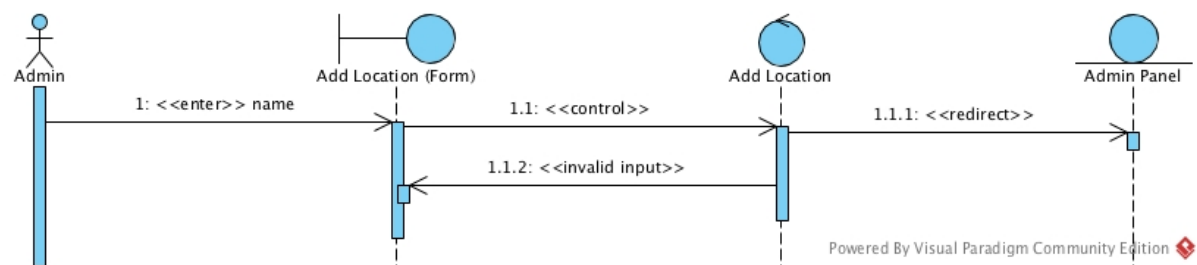 Admin
Add Location (Form)
Add Location
Admin Panel
1: <<enter>> name
1.1: <<control>>
1.1.1: <<redirect>>
1.1.2: <<invalid input>>
Powered By Visual Paradigm Community Edition